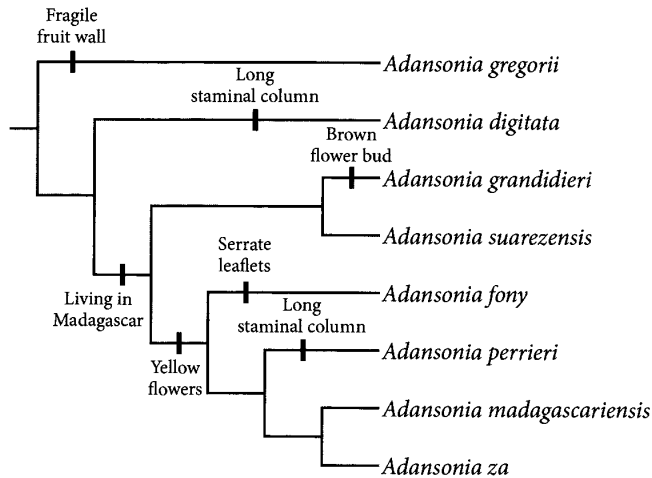 Fragile
fruit wall
Adansonia gregorii
Long
staminal column
Adansonia digitata
Brown
flower bud
Adansonia grandidieri
Adansonia suarezensis
Serrate
leaflets
Living in
Madagascar
Adansonia fony
Long
staminal column
Yellow
flowers
Adansonia perrieri
Adansonia madagascariensis
Adansonia za